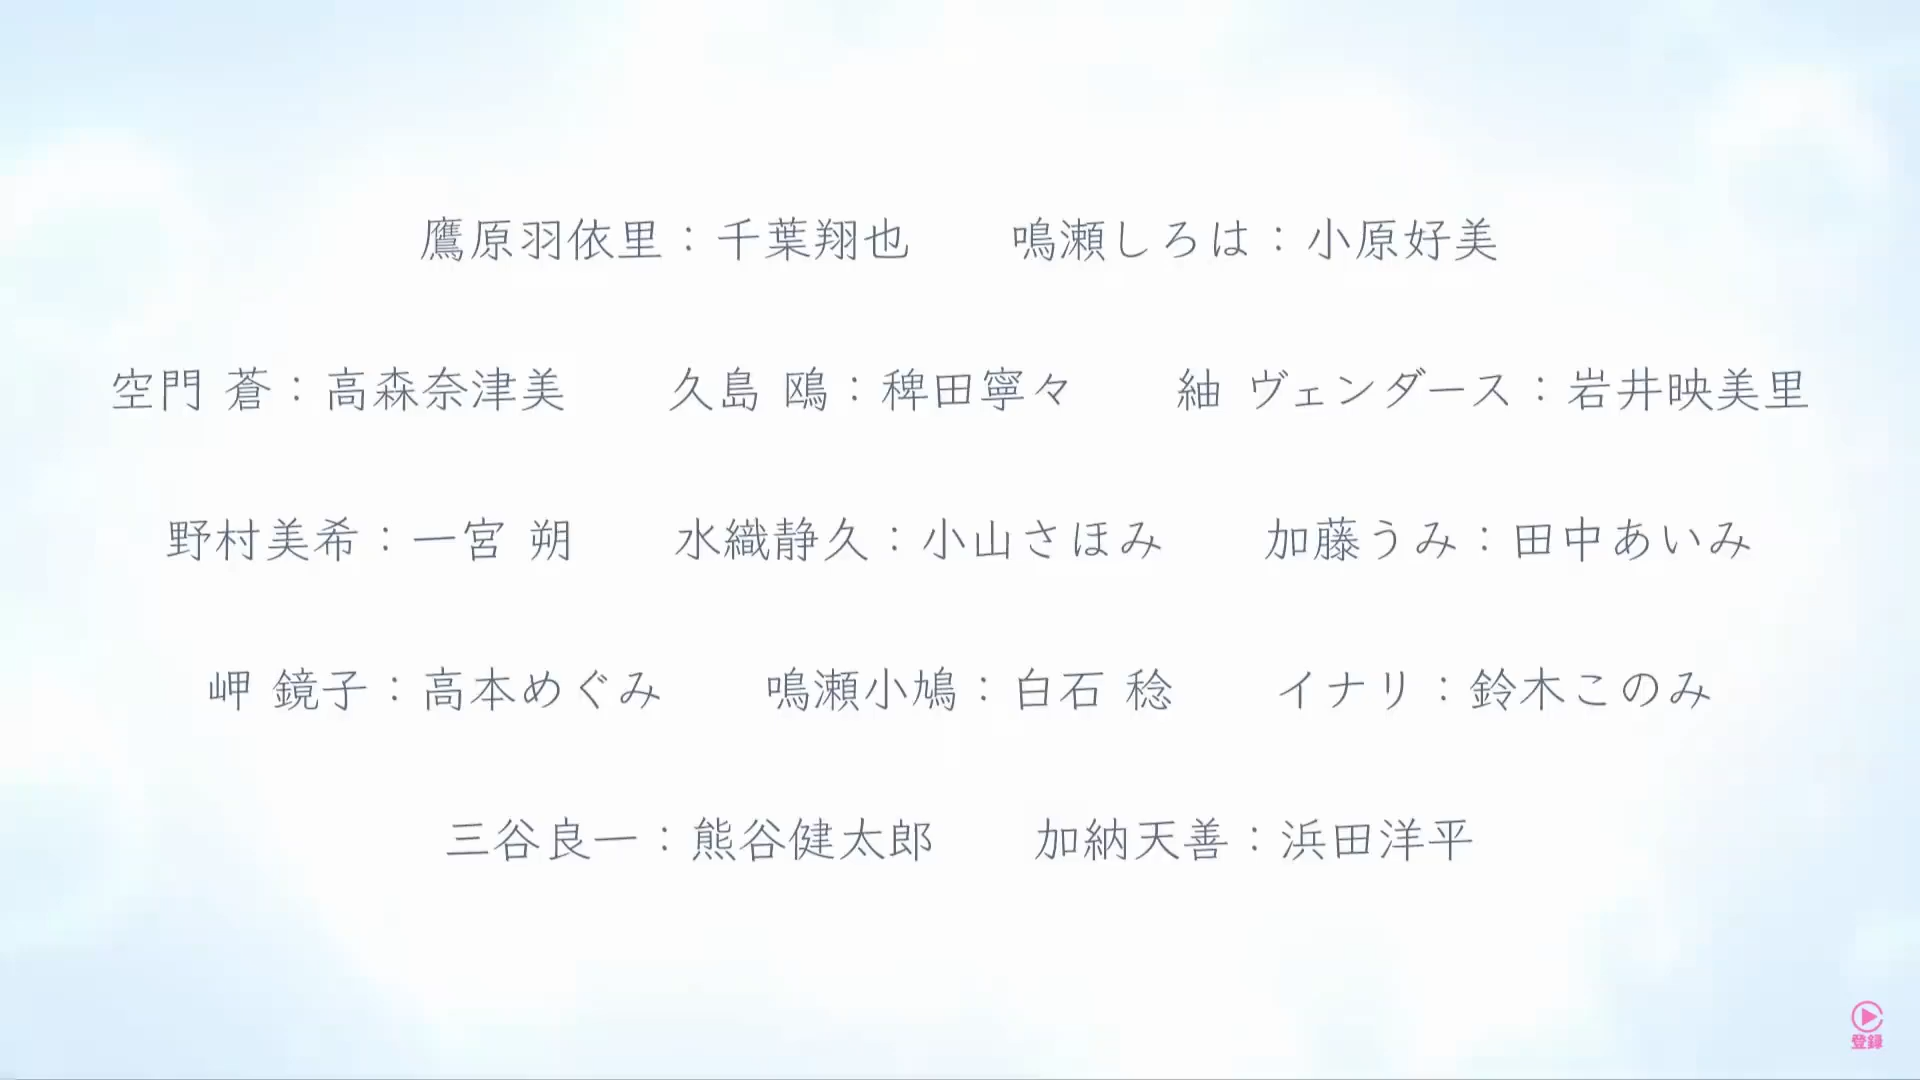 鷹原羽依里：千葉翔也　　鳴瀬しろは：小原好美
空門 蒼：高森奈津美　　久島 鴎：稗田寧々　　紬 ヴェンダース：岩井映美里
野村美希：一宮 朔　　水織静久：小山さほみ　　加藤うみ：田中あいみ
岬 鏡子：高本めぐみ　　鳴瀬小鳩：白石 稔　　イナリ：鈴木このみ
三谷良一：熊谷健太郎　　加納天善：浜田洋平
登録